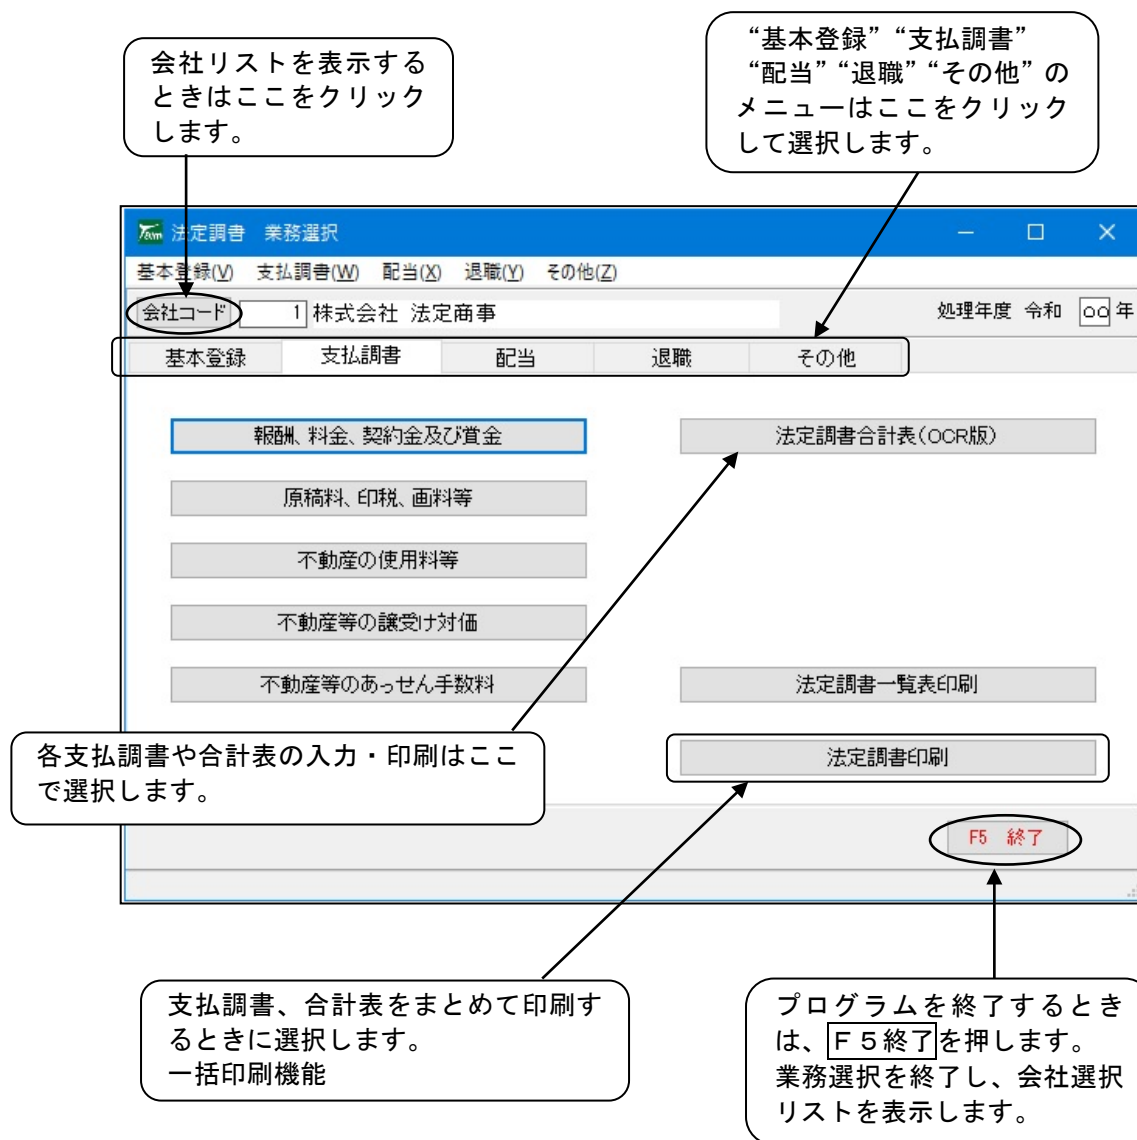 会社リストを表示する
ときはここをクリック
します。
“基本登録”“支払調書”
“配当”“退職”“その他”の
メニューはここをクリック
して選択します。
Tam 法定調書 業務選択
基本登録(V) 支払調書(W) 配当(X) 退職(Y) その他(Z)
会社コード 1 株式会社 法定商事 処理年度 令和 ○○ 年
基本登録 支払調書 配当 退職 その他
報酬、料金、契約金及び賞金 法定調書合計表(OCR版)
原稿料、印税、画料等
不動産の使用料等
不動産等の譲受け対価
不動産等のあっせん手数料 法定調書一覧表印刷
各支払調書や合計表の入力・印刷はここ
で選択します。
法定調書印刷
F5 終了
支払調書、合計表をまとめて印刷す
るときに選択します。
一括印刷機能
プログラムを終了するとき
は、F5終了を押します。
業務選択を終了し、会社選択
リストを表示します。